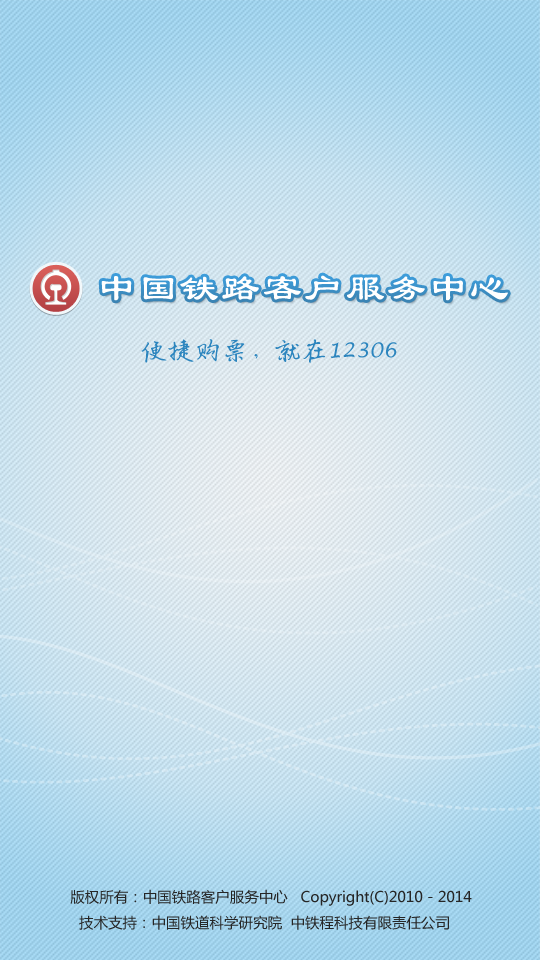 中国铁路客户服务中心
便捷购票，就在12306
版权所有：中国铁路客户服务中心 Copyright(C)2010 - 2014
技术支持：中国铁道科学研究院 中铁程科技有限责任公司